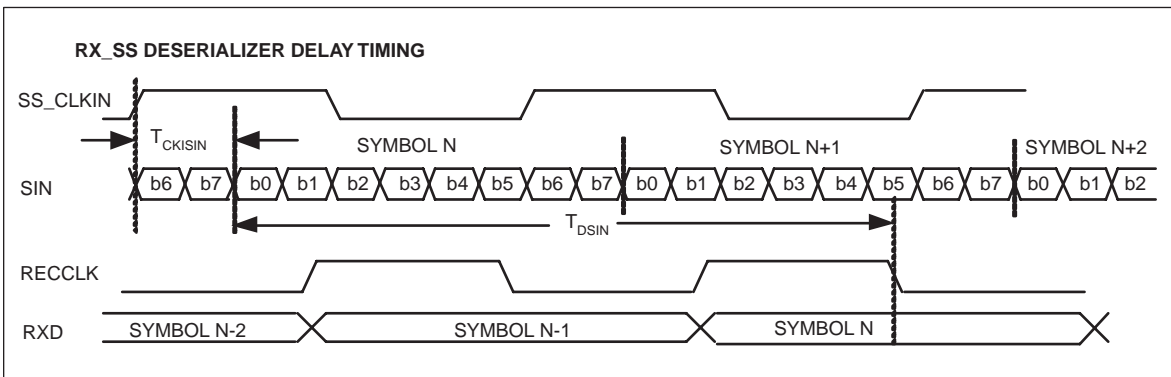 RX_SS DESERIALIZER DELAY TIMING
SS_CLKIN
TCKISIN
SYMBOL N
SYMBOL N+1
SYMBOL N+2
SIN
b6 b7 b0 b1 b2 b3 b4 b5 b6 b7 b0 b1 b2 b3 b4 b5 b6 b7 b0 b1 b2
TDSIN
RECCLK
RXD
SYMBOL N-2
SYMBOL N-1
SYMBOL N